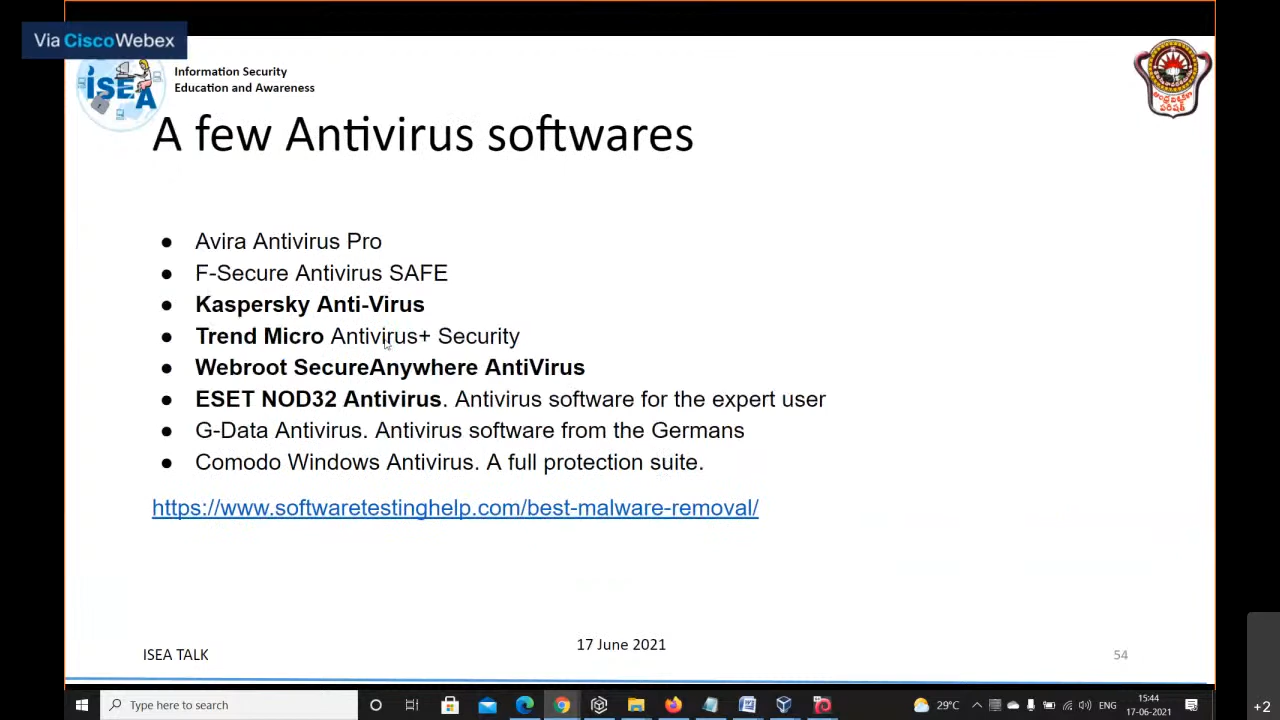 Via CiscoWebex
ISEA
Information Security
Education and Awareness
A few Antivirus softwares
● Avira Antivirus Pro
● F-Secure Antivirus SAFE
● Kaspersky Anti-Virus
● Trend Micro Antivirus+ Security
● Webroot SecureAnywhere AntiVirus
● ESET NOD32 Antivirus. Antivirus software for the expert user
● G-Data Antivirus. Antivirus software from the Germans
● Comodo Windows Antivirus. A full protection suite.
https://www.softwaretestinghelp.com/best-malware-removal/
ISEA TALK
17 June 2021
54
Type here to search
29°C
ENG
15:44
17-06-2021
+2